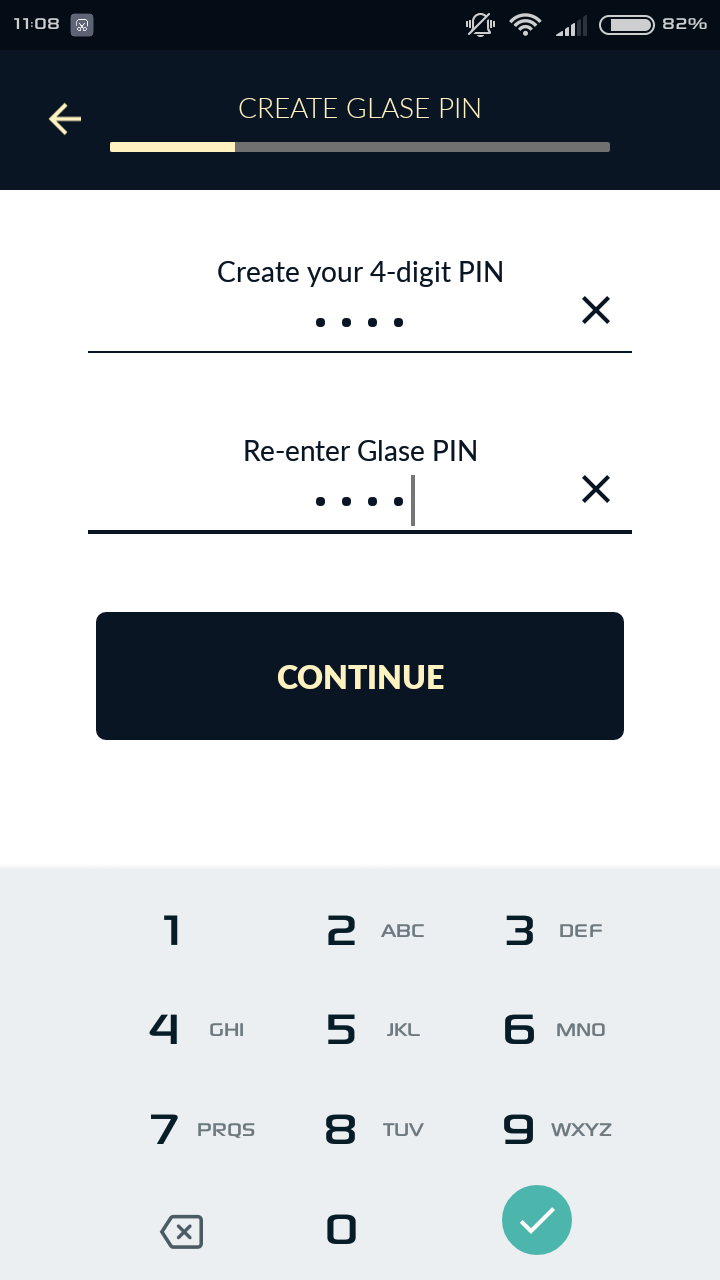 11:08
82%
CREATE GLASE PIN
Create your 4-digit PIN
Re-enter Glase PIN
CONTINUE
1
2 ABC
3 DEF
4 GHI
5 JKL
6 MNO
7 PRQS
8 TUV
9 WXYZ
0